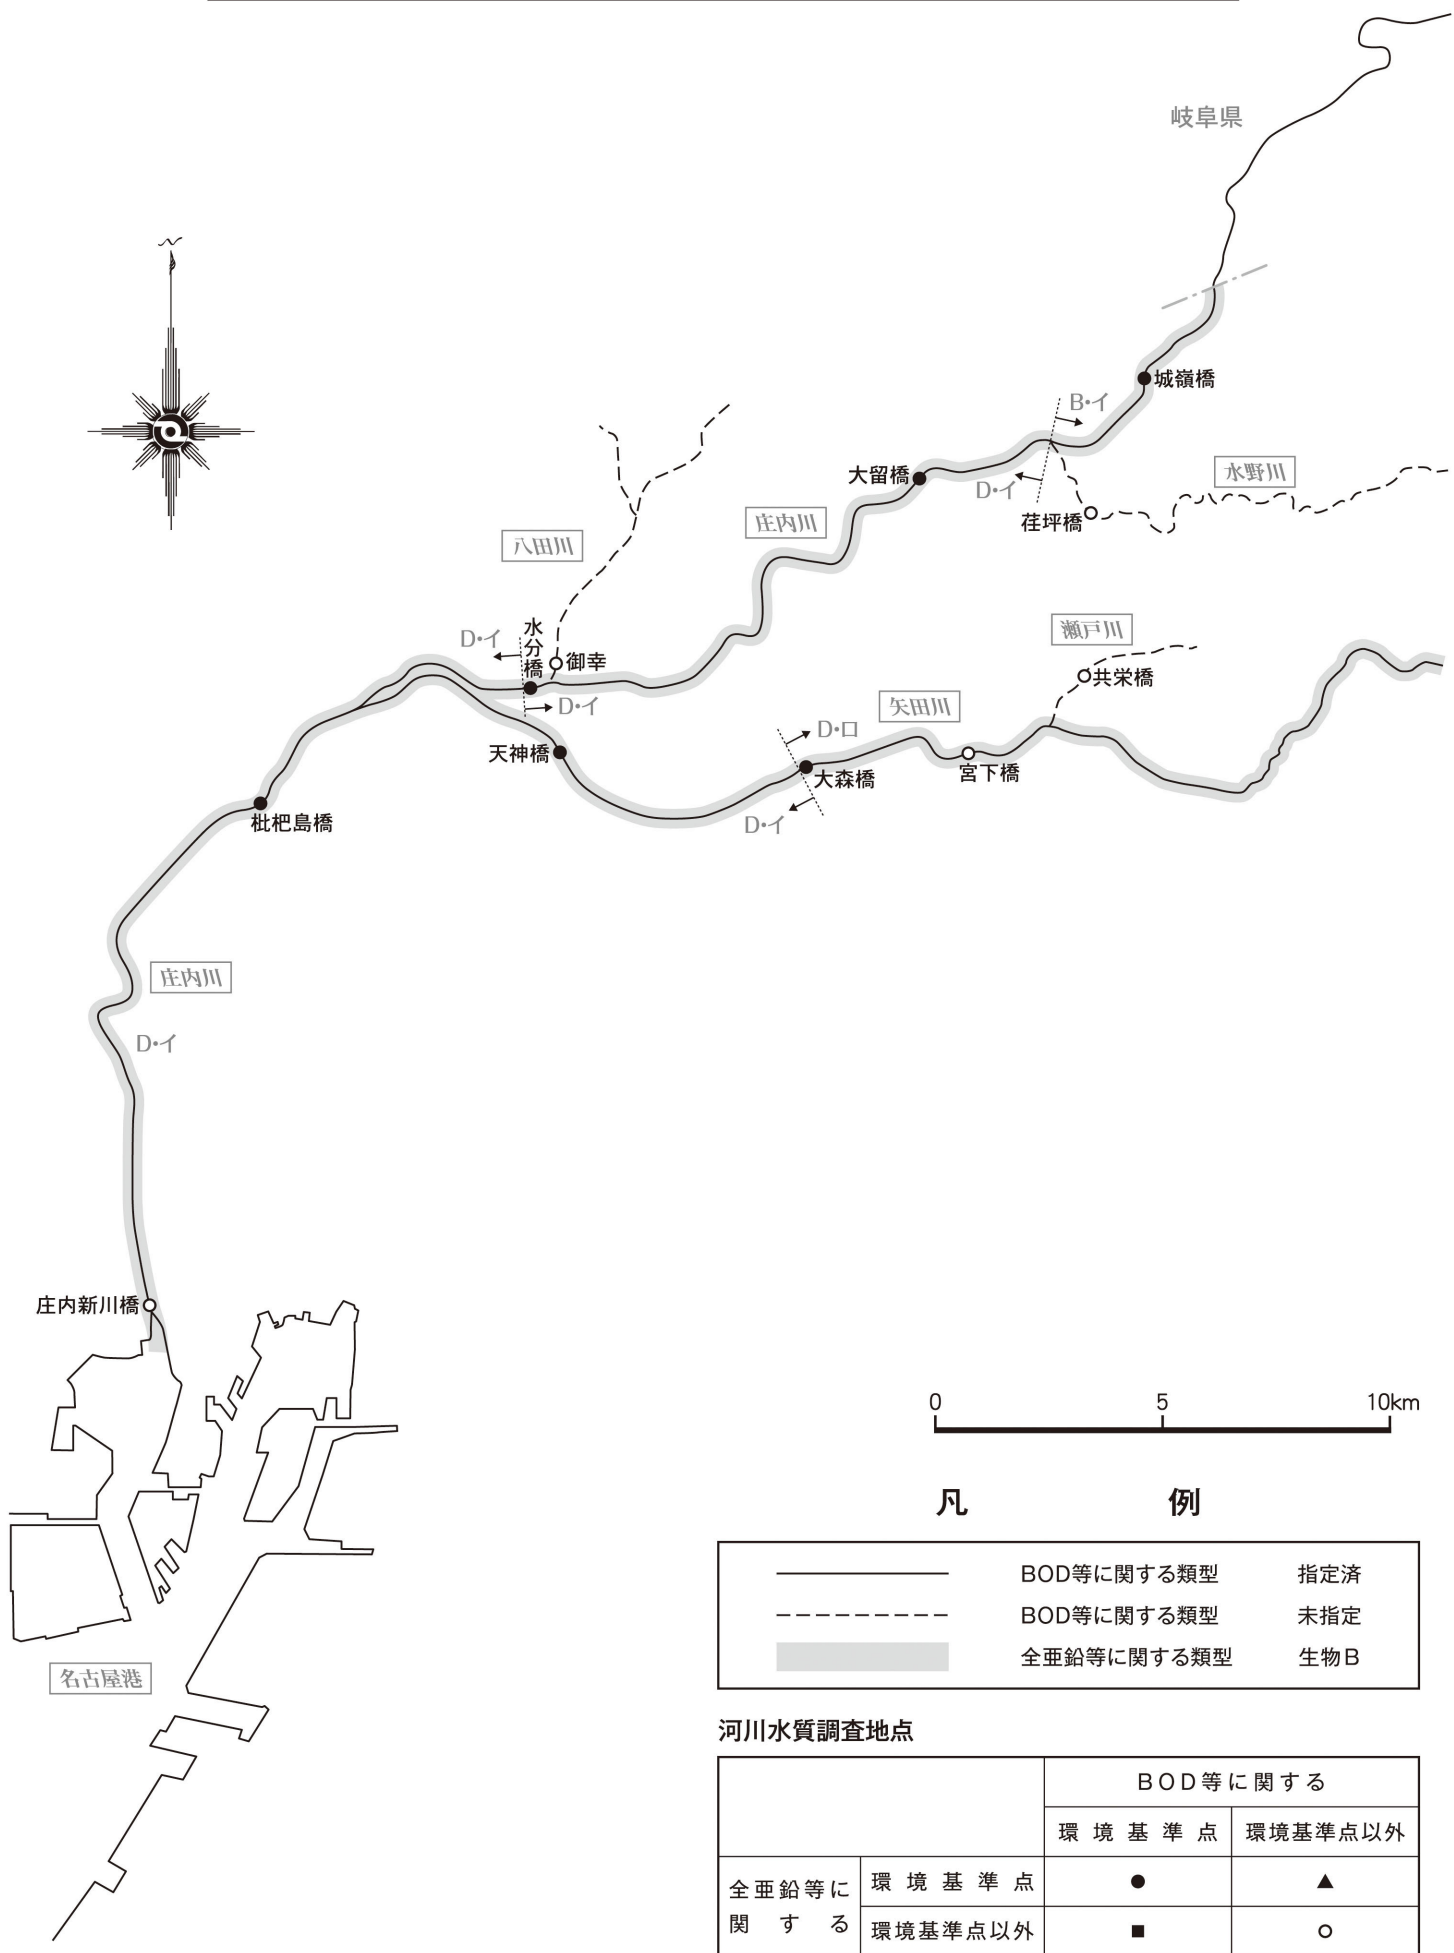 岐阜県
城嶺橋
B・イ
大留橋
D・イ
水野川
荏坪橋
庄内川
八田川
水分橋
D・イ
御幸
D・イ
瀬戸川
共栄橋
矢田川
D・ロ
天神橋
大森橋
宮下橋
D・イ
枇杷島橋
庄内川
D・イ
庄内新川橋
名古屋港
0 5 10km
凡例
BOD等に関する類型 指定済
BOD等に関する類型 未指定
全亜鉛等に関する類型 生物B
河川水質調査地点
BOD等に関する
環境基準点 環境基準点以外
全亜鉛等に
関する
環境基準点 ● ▲
環境基準点以外 ■ ○